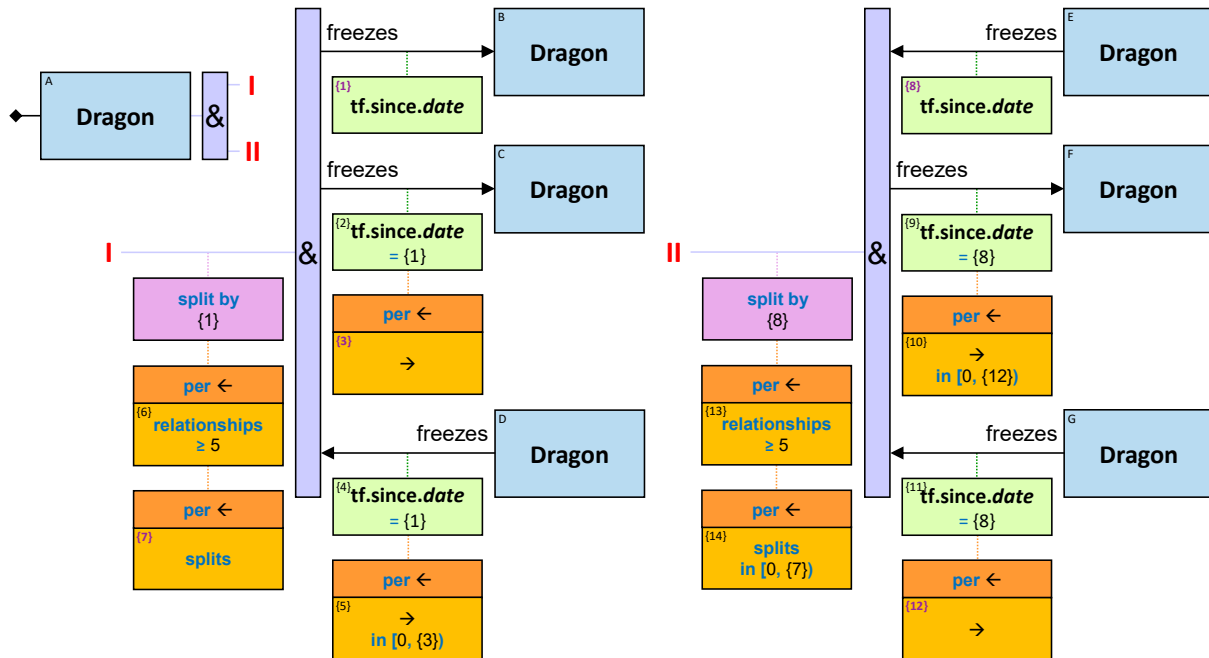 A
Dragon
&
I
II
I
split by
{1}
per ←
{6}
relationships
≥ 5
per ←
{7}
splits
&
freezes
B
Dragon
{1}
tf.since.date
freezes
C
Dragon
{2}
tf.since.date
= {1}
per ←
{3}
→
freezes
D
Dragon
{4}
tf.since.date
= {1}
per ←
{5}
→
in [0, {3})
II
split by
{8}
per ←
{13}
relationships
≥ 5
per ←
{14}
splits
in [0, {7})
&
freezes
E
Dragon
{8}
tf.since.date
freezes
F
Dragon
{9}
tf.since.date
= {8}
per ←
{10}
→
in [0, {12})
freezes
G
Dragon
{11}
tf.since.date
= {8}
per ←
{12}
→